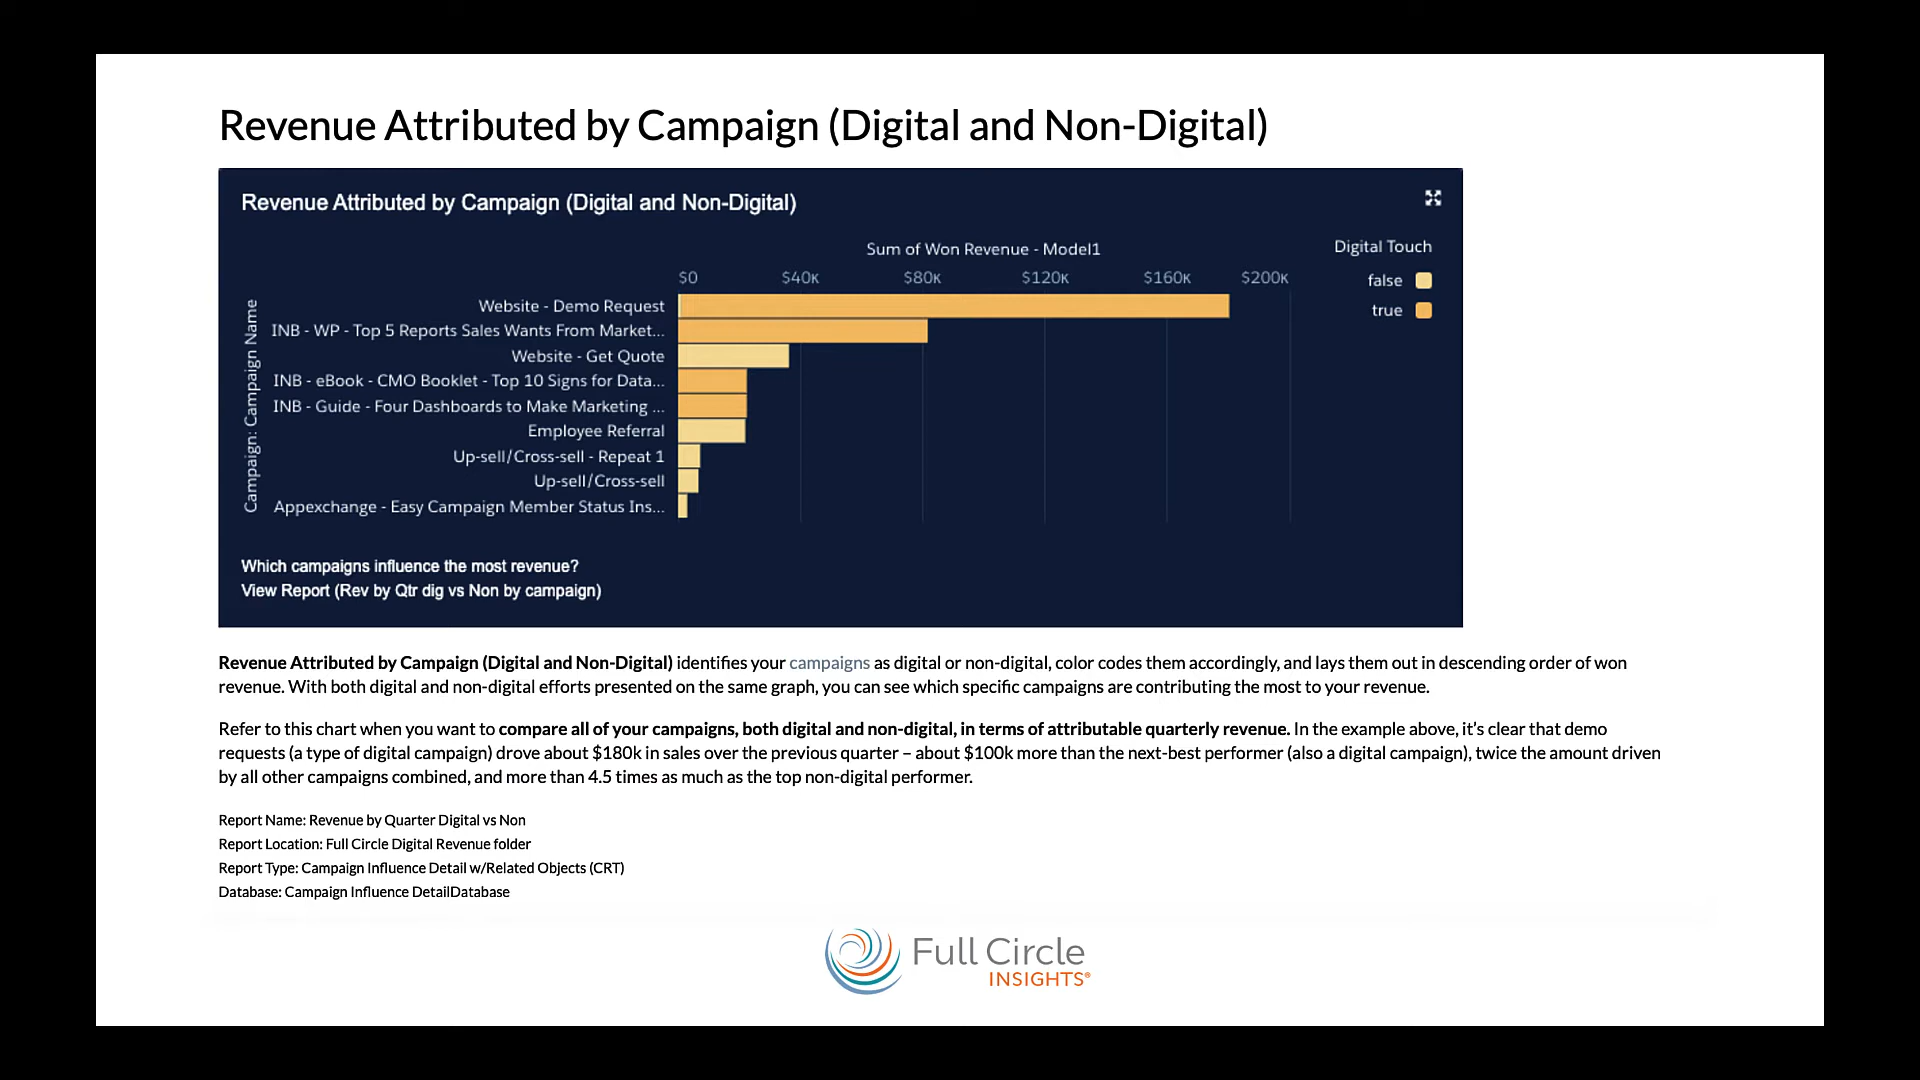 Revenue Attributed by Campaign (Digital and Non-Digital)
Revenue Attributed by Campaign (Digital and Non-Digital)
Sum of Won Revenue - Model1
Digital Touch
$0 $40K $80K $120K $160K $200K
false
true
Campaign: Campaign Name
Website - Demo Request
INB - WP - Top 5 Reports Sales Wants From Market...
Website - Get Quote
INB - eBook - CMO Booklet - Top 10 Signs for Data...
INB - Guide - Four Dashboards to Make Marketing ...
Employee Referral
Up-sell/Cross-sell - Repeat 1
Up-sell/Cross-sell
Appexchange - Easy Campaign Member Status Ins...
Which campaigns influence the most revenue?
View Report (Rev by Qtr dig vs Non by campaign)
Revenue Attributed by Campaign (Digital and Non-Digital) identifies your campaigns as digital or non-digital, color codes them accordingly, and lays them out in descending order of won
revenue. With both digital and non-digital efforts presented on the same graph, you can see which specific campaigns are contributing the most to your revenue.
Refer to this chart when you want to compare all of your campaigns, both digital and non-digital, in terms of attributable quarterly revenue. In the example above, it’s clear that demo
requests (a type of digital campaign) drove about $180k in sales over the previous quarter – about $100k more than the next-best performer (also a digital campaign), twice the amount driven
by all other campaigns combined, and more than 4.5 times as much as the top non-digital performer.
Report Name: Revenue by Quarter Digital vs Non
Report Location: Full Circle Digital Revenue folder
Report Type: Campaign Influence Detail w/Related Objects (CRT)
Database: Campaign Influence DetailDatabase
Full Circle
INSIGHTS®